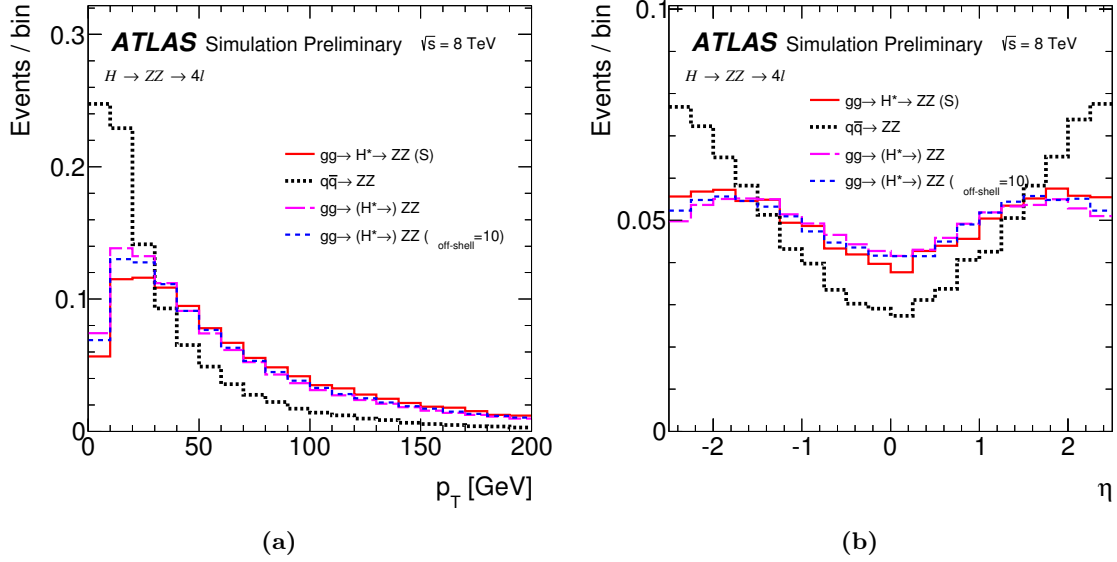 Events / bin
0.3
0.2
0.1
0
ATLAS Simulation Preliminary √s = 8 TeV
H → ZZ → 4l
gg→ H*→ ZZ (S)
qq̅→ ZZ
gg→ (H*→) ZZ
gg→ (H*→) ZZ ( off-shell=10)
0 50 100 150 200
p_T [GeV]
(a)
Events / bin
0.1
0.05
0
ATLAS Simulation Preliminary √s = 8 TeV
H → ZZ → 4l
gg→ H*→ ZZ (S)
qq̅→ ZZ
gg→ (H*→) ZZ
gg→ (H*→) ZZ ( off-shell=10)
-2 -1 0 1 2
η
(b)